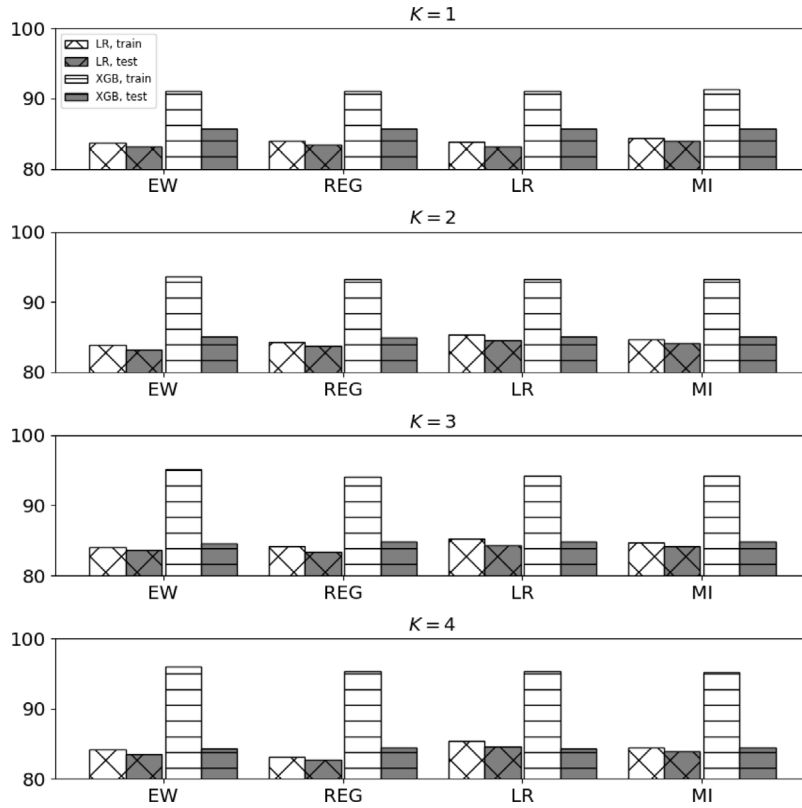 K = 1
100
LR, train
LR, test
XGB, train
XGB, test
90
80
EW REG LR MI
K = 2
100
90
80
EW REG LR MI
K = 3
100
90
80
EW REG LR MI
K = 4
100
90
80
EW REG LR MI